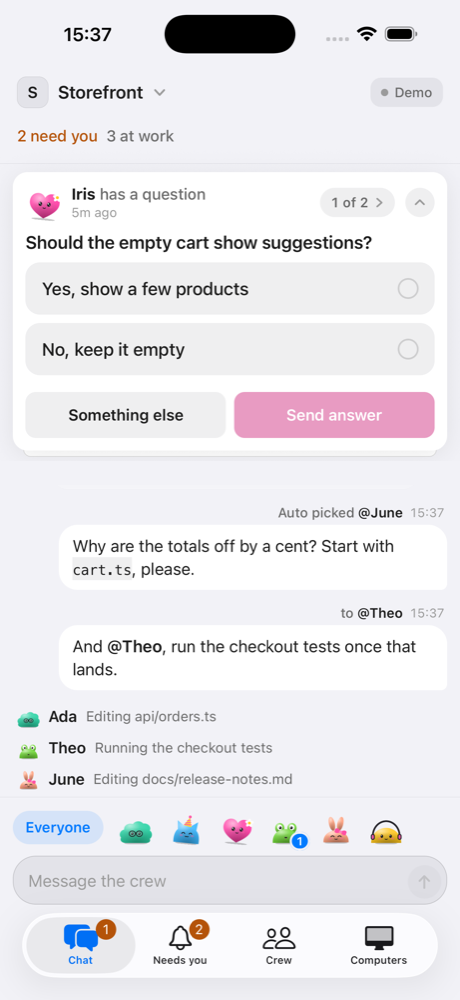 15:37
S Storefront
Demo
2 need you 3 at work
Iris has a question
5m ago
1 of 2
Should the empty cart show suggestions?
Yes, show a few products
No, keep it empty
Something else
Send answer
Auto picked @June 15:37
Why are the totals off by a cent? Start with
cart.ts, please.
to @Theo 15:37
And @Theo, run the checkout tests once that
lands.
Ada Editing api/orders.ts
Theo Running the checkout tests
June Editing docs/release-notes.md
Everyone
1
Message the crew
1
2
Chat
Needs you
Crew
Computers